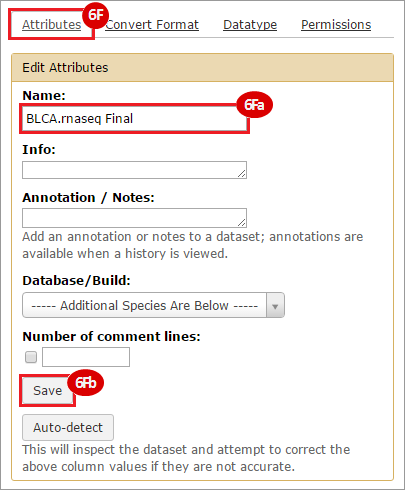 Attributes 6F Convert Format Datatype Permissions
Edit Attributes
Name:
6Fa
BLCA.rnaseq Final
Info:
Annotation / Notes:
Add an annotation or notes to a dataset; annotations are
available when a history is viewed.
Database/Build:
----- Additional Species Are Below -----
Number of comment lines:
Save 6Fb
Auto-detect
This will inspect the dataset and attempt to correct the
above column values if they are not accurate.